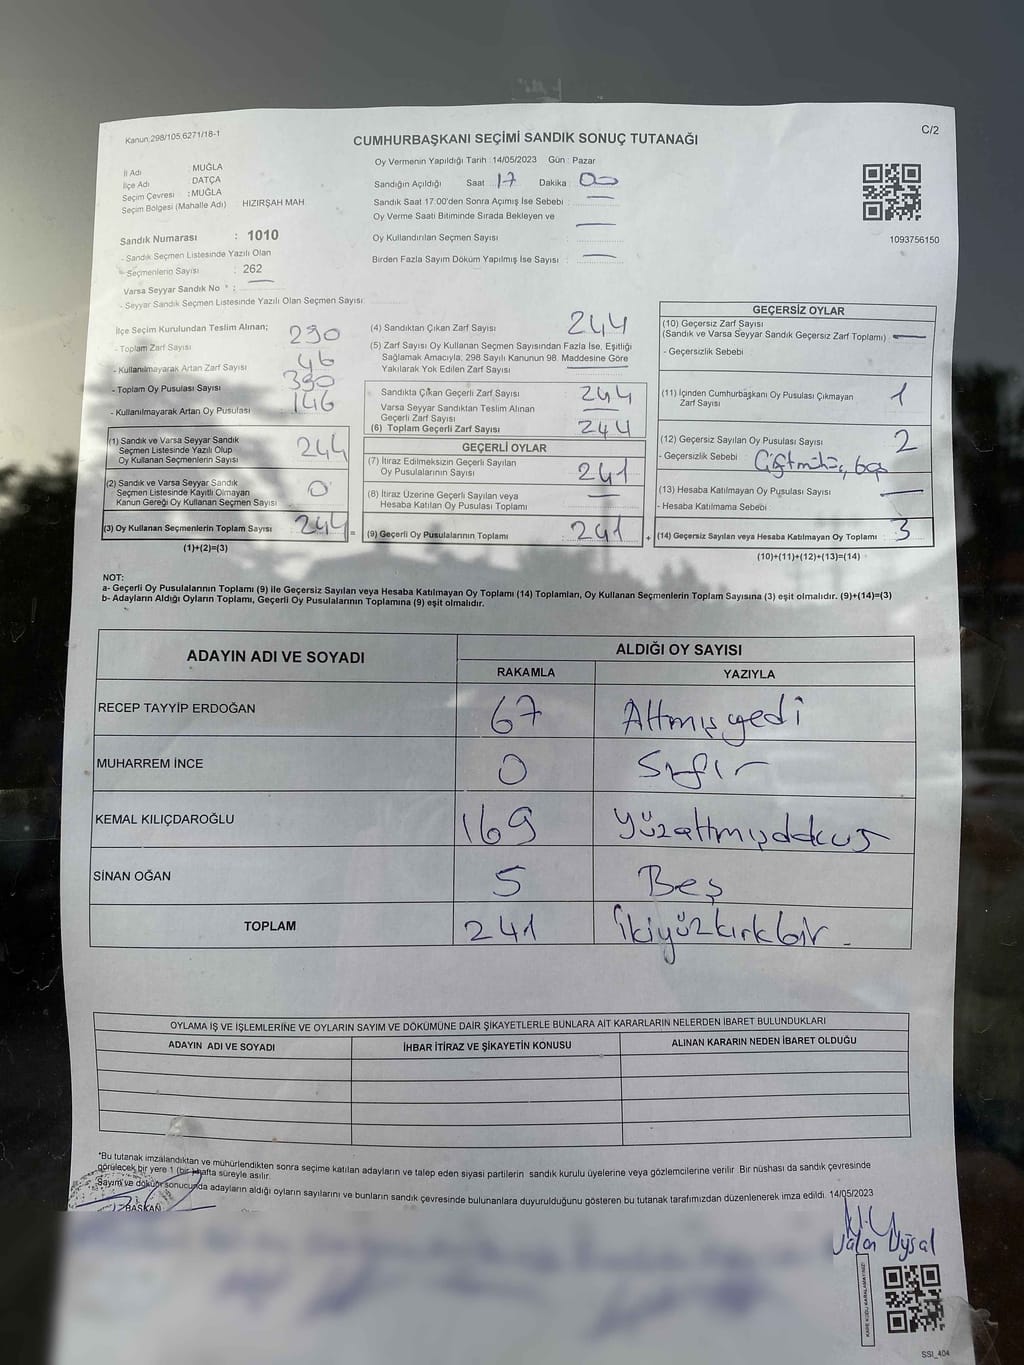 Kanun 298/105,6271/18-1
CUMHURBAŞKANI SEÇİMİ SANDIK SONUÇ TUTANAĞI
C/2
İl Adı : MUĞLA
İlçe Adı : DATÇA
Seçim Çevresi : MUĞLA
Seçim Bölgesi (Mahalle Adı) HIZIRŞAH MAH.
Sandık Numarası : 1010
- Sandık Seçmen Listesinde Yazılı Olan
- Seçmenlerin Sayısı : 262
Varsa Seyyar Sandık No * : —
- Seyyar Sandık Seçmen Listesinde Yazılı Olan Seçmen Sayısı
Oy Vermenin Yapıldığı Tarih : 14/05/2023 Gün : Pazar
Sandığın Açıldığı Saat 17 Dakika 00
Sandık Saat 17:00'den Sonra Açımış İse Sebebi : —
Oy Verme Saati Bitiminde Sırada Bekleyen ve
Oy Kullandırılan Seçmen Sayısı : —
Birden Fazla Sayım Döküm Yapılmış İse Sayısı : —
1093756150
İlçe Seçim Kurulundan Teslim Alınan;
- Toplam Zarf Sayısı 290
- Kullanılmayarak Artan Zarf Sayısı 46
- Toplam Oy Pusulası Sayısı 390
- Kullanılmayarak Artan Oy Pusulası 146
(1) Sandık ve Varsa Seyyar Sandık
Seçmen Listesinde Yazılı Olup
Oy Kullanan Seçmenlerin Sayısı 244
(2) Sandık ve Varsa Seyyar Sandık
Seçmen Listesinde Kayıtlı Olmayan
Kanun Gereği Oy Kullanan Seçmen Sayısı 0
(3) Oy Kullanan Seçmenlerin Toplam Sayısı 244 =
(1)+(2)=(3)
(4) Sandıktan Çıkan Zarf Sayısı : 244
(5) Zarf Sayısı Oy Kullanan Seçmen Sayısından Fazla İse, Eşitliği
Sağlamak Amacıyla, 298 Sayılı Kanunun 98. Maddesine Göre
Yakılarak Yok Edilen Zarf Sayısı : —
Sandıkta Çıkan Geçerli Zarf Sayısı : 244
Varsa Seyyar Sandıktan Teslim Alınan
Geçerli Zarf Sayısı : —
(6) Toplam Geçerli Zarf Sayısı : 244
GEÇERLİ OYLAR
(7) İtiraz Edilmeksizin Geçerli Sayılan
Oy Pusulalarının Sayısı : 241
(8) İtiraz Üzerine Geçerli Sayılan veya
Hesaba Katılan Oy Pusulası Toplamı : —
(9) Geçerli Oy Pusulalarının Toplamı : 241 +
GEÇERSİZ OYLAR
(10) Geçersiz Zarf Sayısı
(Sandık ve Varsa Seyyar Sandık Geçersiz Zarf Toplamı) —
- Geçersizlik Sebebi :
(11) İçinden Cumhurbaşkanı Oy Pusulası Çıkmayan
Zarf Sayısı : 1
(12) Geçersiz Sayılan Oy Pusulası Sayısı : 2
- Geçersizlik Sebebi : Çiftmühür, boş
(13) Hesaba Katılmayan Oy Pusulası Sayısı : —
- Hesaba Katılmama Sebebi :
(14) Geçersiz Sayılan veya Hesaba Katılmayan Oy Toplamı : 3
(10)+(11)+(12)+(13)=(14)
NOT:
a- Geçerli Oy Pusulalarının Toplamı (9) ile Geçersiz Sayılan veya Hesaba Katılmayan Oy Toplamı (14) Toplamları, Oy Kullanan Seçmenlerin Toplam Sayısına (3) eşit olmalıdır. (9)+(14)=(3)
b- Adayların Aldığı Oyların Toplamı, Geçerli Oy Pusulalarının Toplamına (9) eşit olmalıdır.
ADAYIN ADI VE SOYADI
ALDIĞI OY SAYISI
RAKAMLA YAZIYLA
RECEP TAYYİP ERDOĞAN 67 Altmışyedi
MUHARREM İNCE 0 Sıfır
KEMAL KILIÇDAROĞLU 169 Yüzaltmışdokuz
SİNAN OĞAN 5 Beş
TOPLAM 241 İkiyüzkırkbir
OYLAMA İŞ VE İŞLEMLERİNE VE OYLARIN SAYIM VE DÖKÜMÜNE DAİR ŞİKAYETLERLE BUNLARA AİT KARARLARIN NELERDEN İBARET BULUNDUKLARI
ADAYIN ADI VE SOYADI İHBAR İTİRAZ VE ŞİKAYETİN KONUSU ALINAN KARARIN NEDEN İBARET OLDUĞU
*Bu tutanak imzalandıktan ve mühürlendikten sonra seçime katılan adayların ve talep eden siyasi partilerin sandık kurulu üyelerine veya gözlemcilerine verilir. Bir nüshası da sandık çevresinde
görülecek bir yere 1 (bir) hafta süreyle asılır.
Sayım ve döküm sonucunda adayların aldığı oyların sayılarını ve bunların sandık çevresinde bulunanlara duyurulduğunu gösteren bu tutanak tarafımızdan düzenlenerek imza edildi. 14/05/2023
BAŞKAN
Uysal
KARE KODU KARALAMAYINIZ!
SSI_404